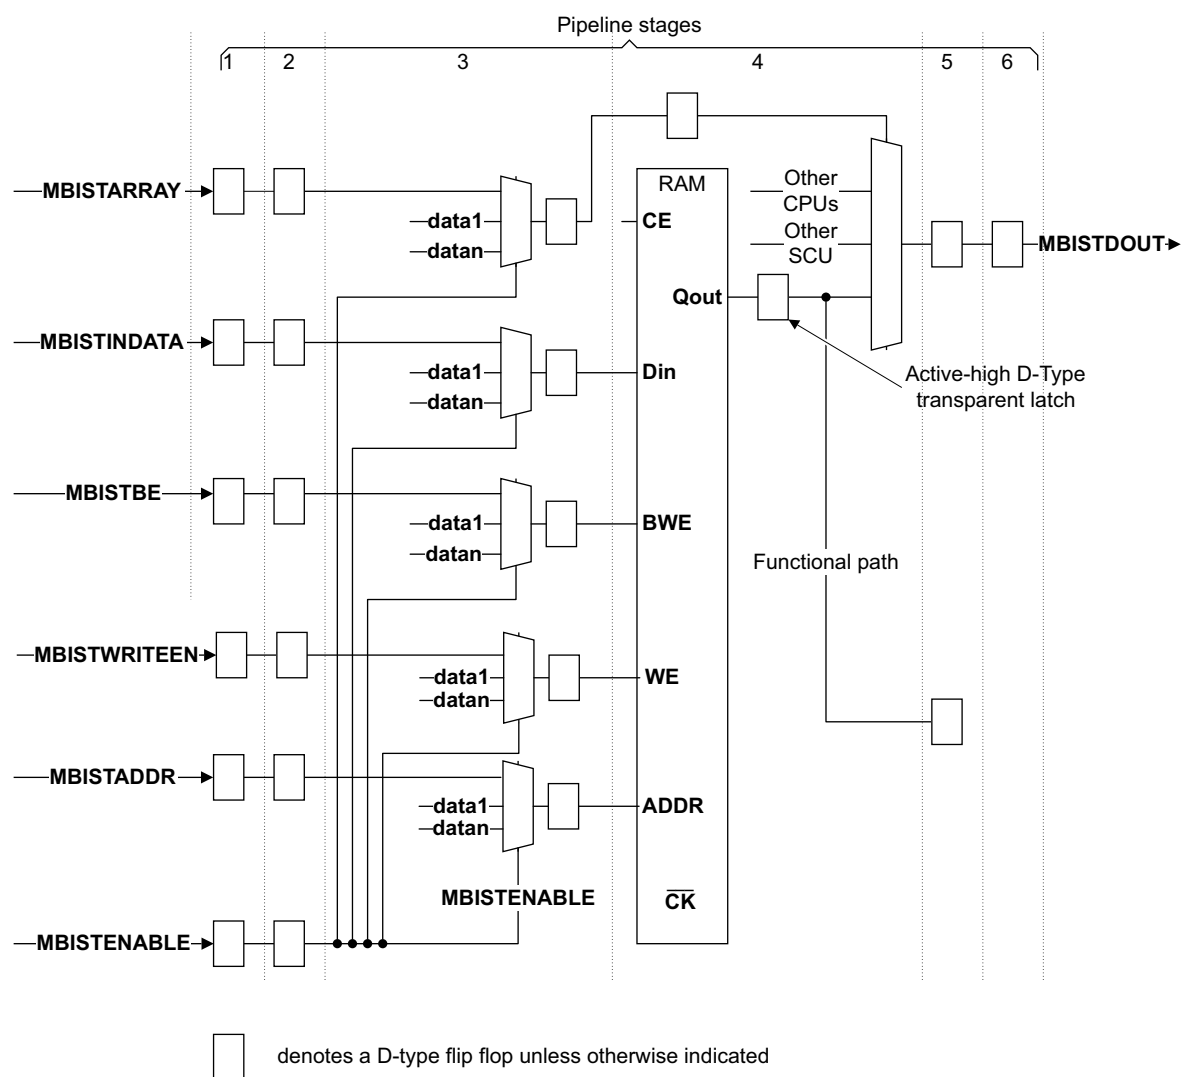 Pipeline stages
1 2 3 4 5 6
MBISTARRAY
data1
datan
RAM
CE
Other
CPUs
Other
SCU
MBISTDOUT
Qout
MBISTINDATA
data1
datan
Din
Active-high D-Type
transparent latch
MBISTBE
data1
datan
BWE
Functional path
MBISTWRITEEN
data1
datan
WE
MBISTADDR
data1
datan
ADDR
MBISTENABLE
CK
MBISTENABLE
denotes a D-type flip flop unless otherwise indicated